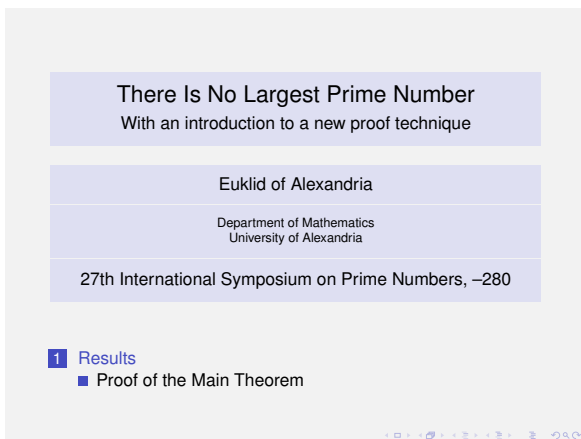 There Is No Largest Prime Number
With an introduction to a new proof technique
Euklid of Alexandria
Department of Mathematics
University of Alexandria
27th International Symposium on Prime Numbers, –280
1 Results
Proof of the Main Theorem